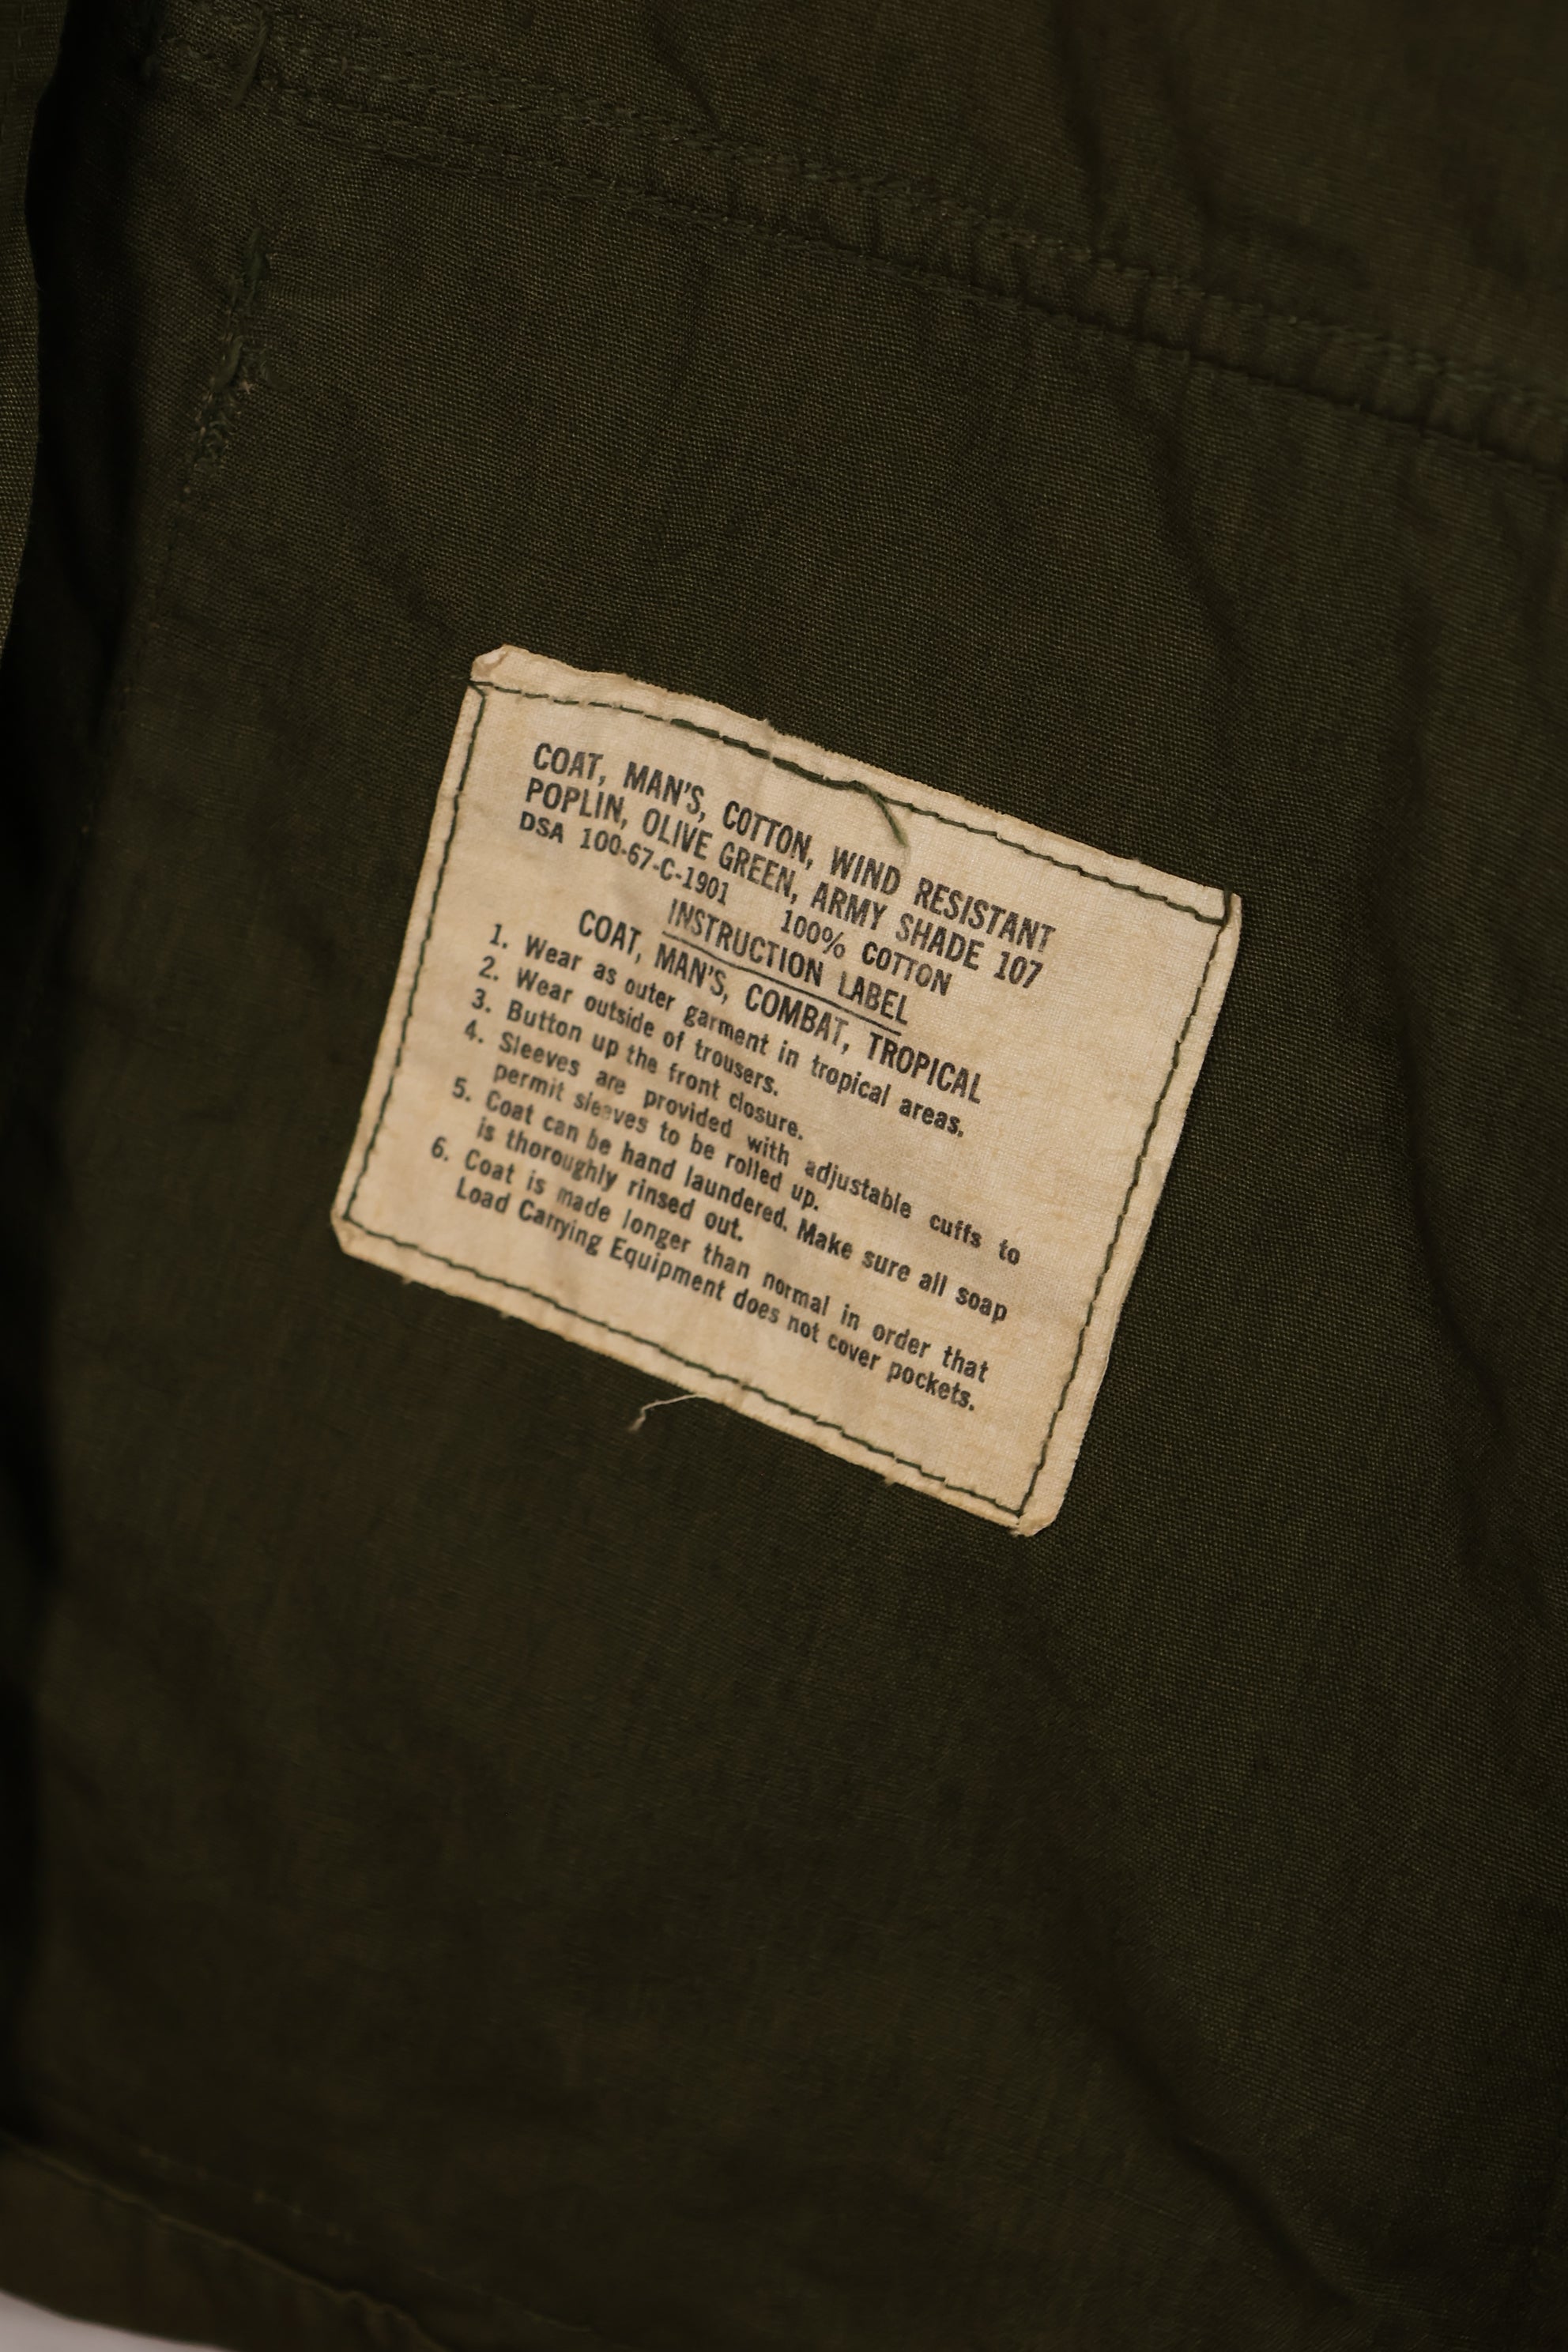 COAT, MAN'S, COTTON, WIND RESISTANT
POPLIN, OLIVE GREEN, ARMY SHADE 107
DSA 100-67-C-1901 100% COTTON
INSTRUCTION LABEL
COAT, MAN'S, COMBAT, TROPICAL
1. Wear as outer garment in tropical areas.
2. Wear outside of trousers.
3. Button up the front closure.
4. Sleeves are provided with adjustable cuffs to
permit sleeves to be rolled up.
5. Coat can be hand laundered. Make sure all soap
is thoroughly rinsed out.
6. Coat is made longer than normal in order that
Load Carrying Equipment does not cover pockets.